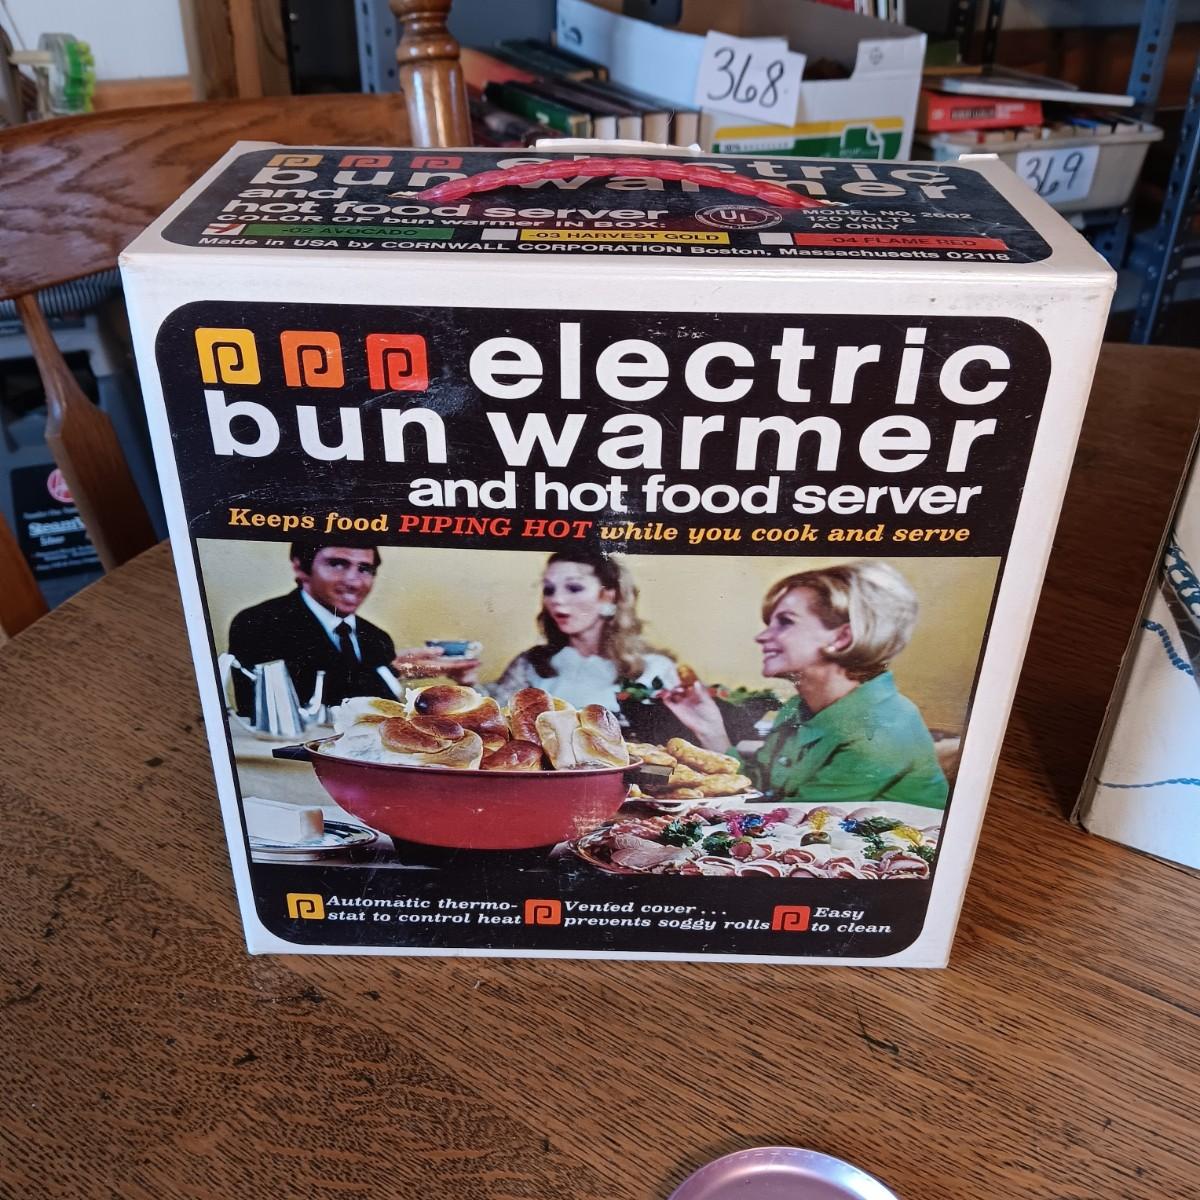 368
369
electric
bun warmer
and
hot food server
UL
MODEL NO. 2602
120 VOLTS
AC ONLY
COLOR OF bun warmer IN BOX:
-02 AVOCADO
-03 HARVEST GOLD
-04 FLAME RED
Made in USA by CORNWALL CORPORATION Boston, Massachusetts 02118
electric
bun warmer
and hot food server
Keeps food PIPING HOT while you cook and serve
Automatic thermo-
stat to control heat
Vented cover...
prevents soggy rolls
Easy
to clean